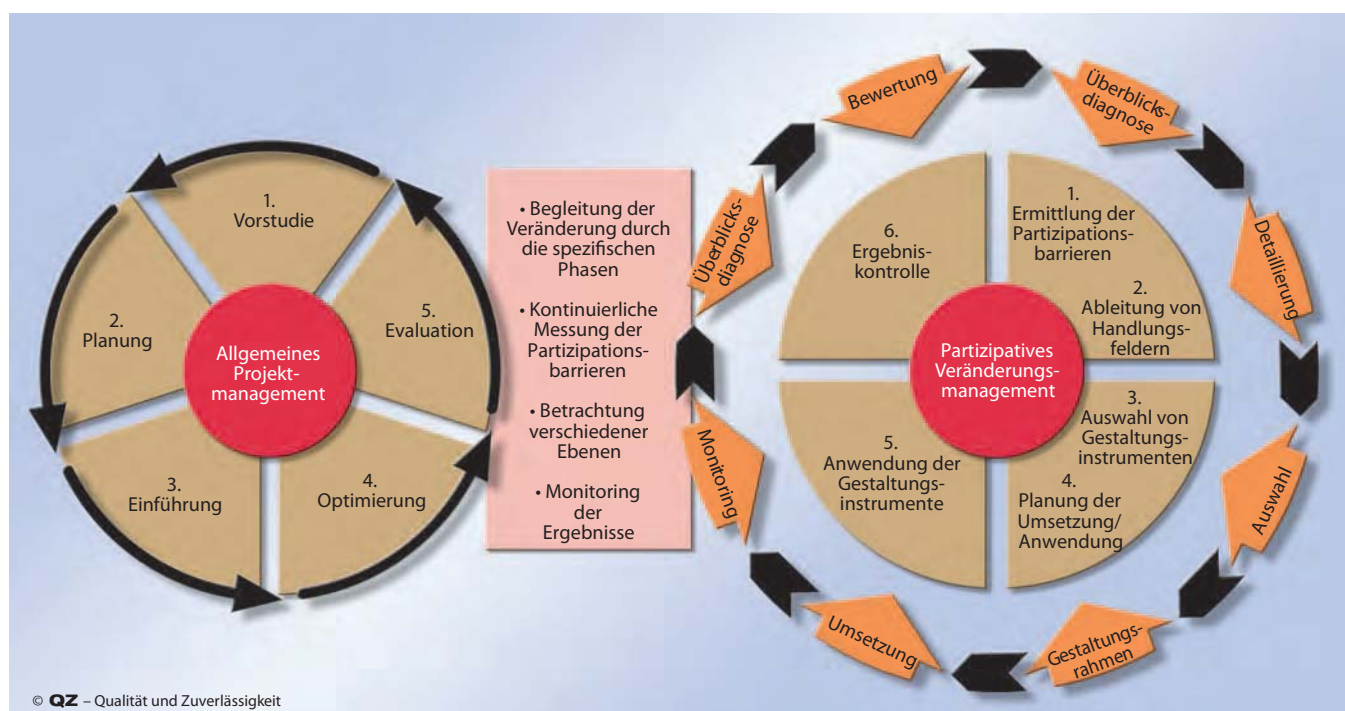 1.
Vorstudie
2.
Planung
3.
Einführung
4.
Optimierung
5.
Evaluation
Allgemeines
Projekt-
management
• Begleitung der
Veränderung durch
die spezifischen
Phasen
• Kontinuierliche
Messung der
Partizipations-
barrieren
• Betrachtung
verschiedener
Ebenen
• Monitoring
der
Ergebnisse
Überblicks-
diagnose
Bewertung
Überblicks-
diagnose
Detaillierung
Auswahl
Gestaltungs-
rahmen
Umsetzung
Monitoring
1.
Ermittlung der
Partizipations-
barrieren
2.
Ableitung von
Handlungs-
feldern
3.
Auswahl von
Gestaltungs-
instrumenten
4.
Planung der
Umsetzung/
Anwendung
5.
Anwendung der
Gestaltungs-
instrumente
6.
Ergebnis-
kontrolle
Partizipatives
Veränderungs-
management
© QZ – Qualität und Zuverlässigkeit